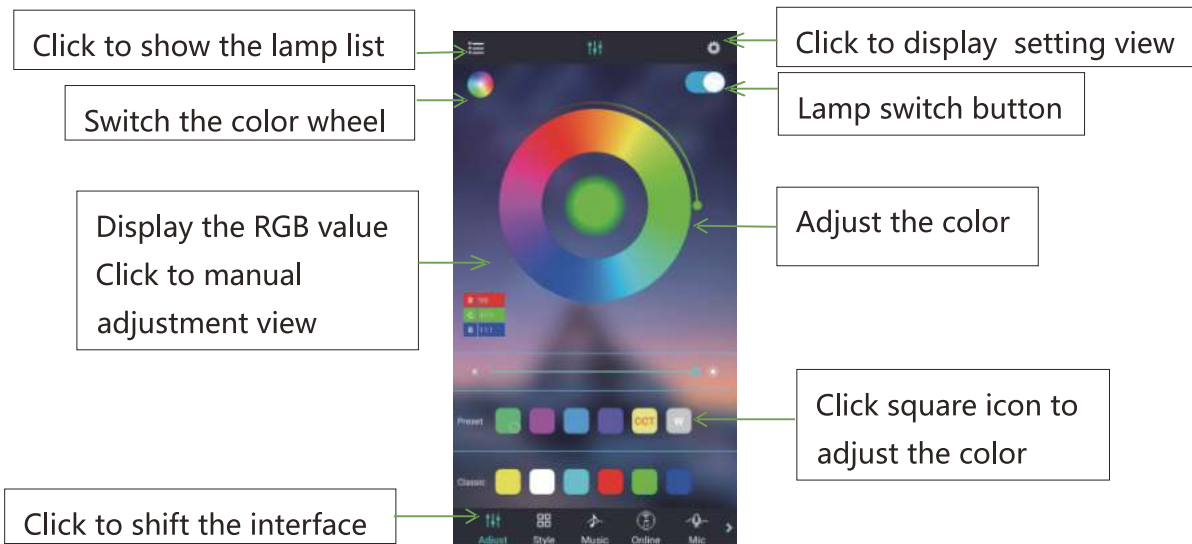 Click to show the lamp list
Click to display setting view
Switch the color wheel
Lamp switch button
Display the RGB value
Click to manual
adjustment view
Adjust the color
R
G
B 111
Click square icon to
adjust the color
Preset
CCT
W
Classic
Click to shift the interface
Adjust Style Music Online Mic